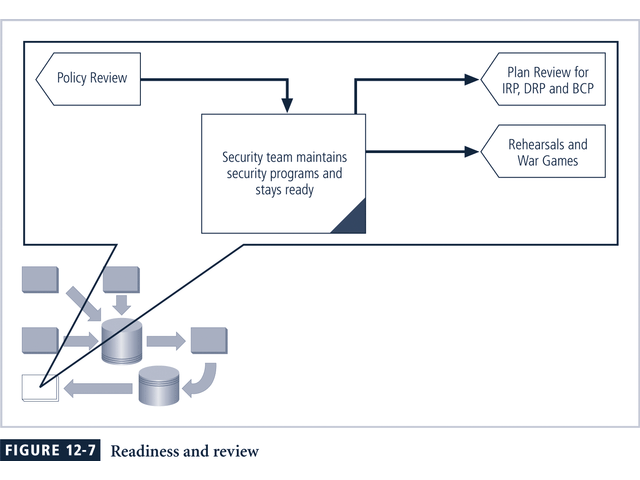 Policy Review
Plan Review for
IRP, DRP and BCP
Security team maintains
security programs and
stays ready
Rehearsals and
War Games
FIGURE 12-7 Readiness and review